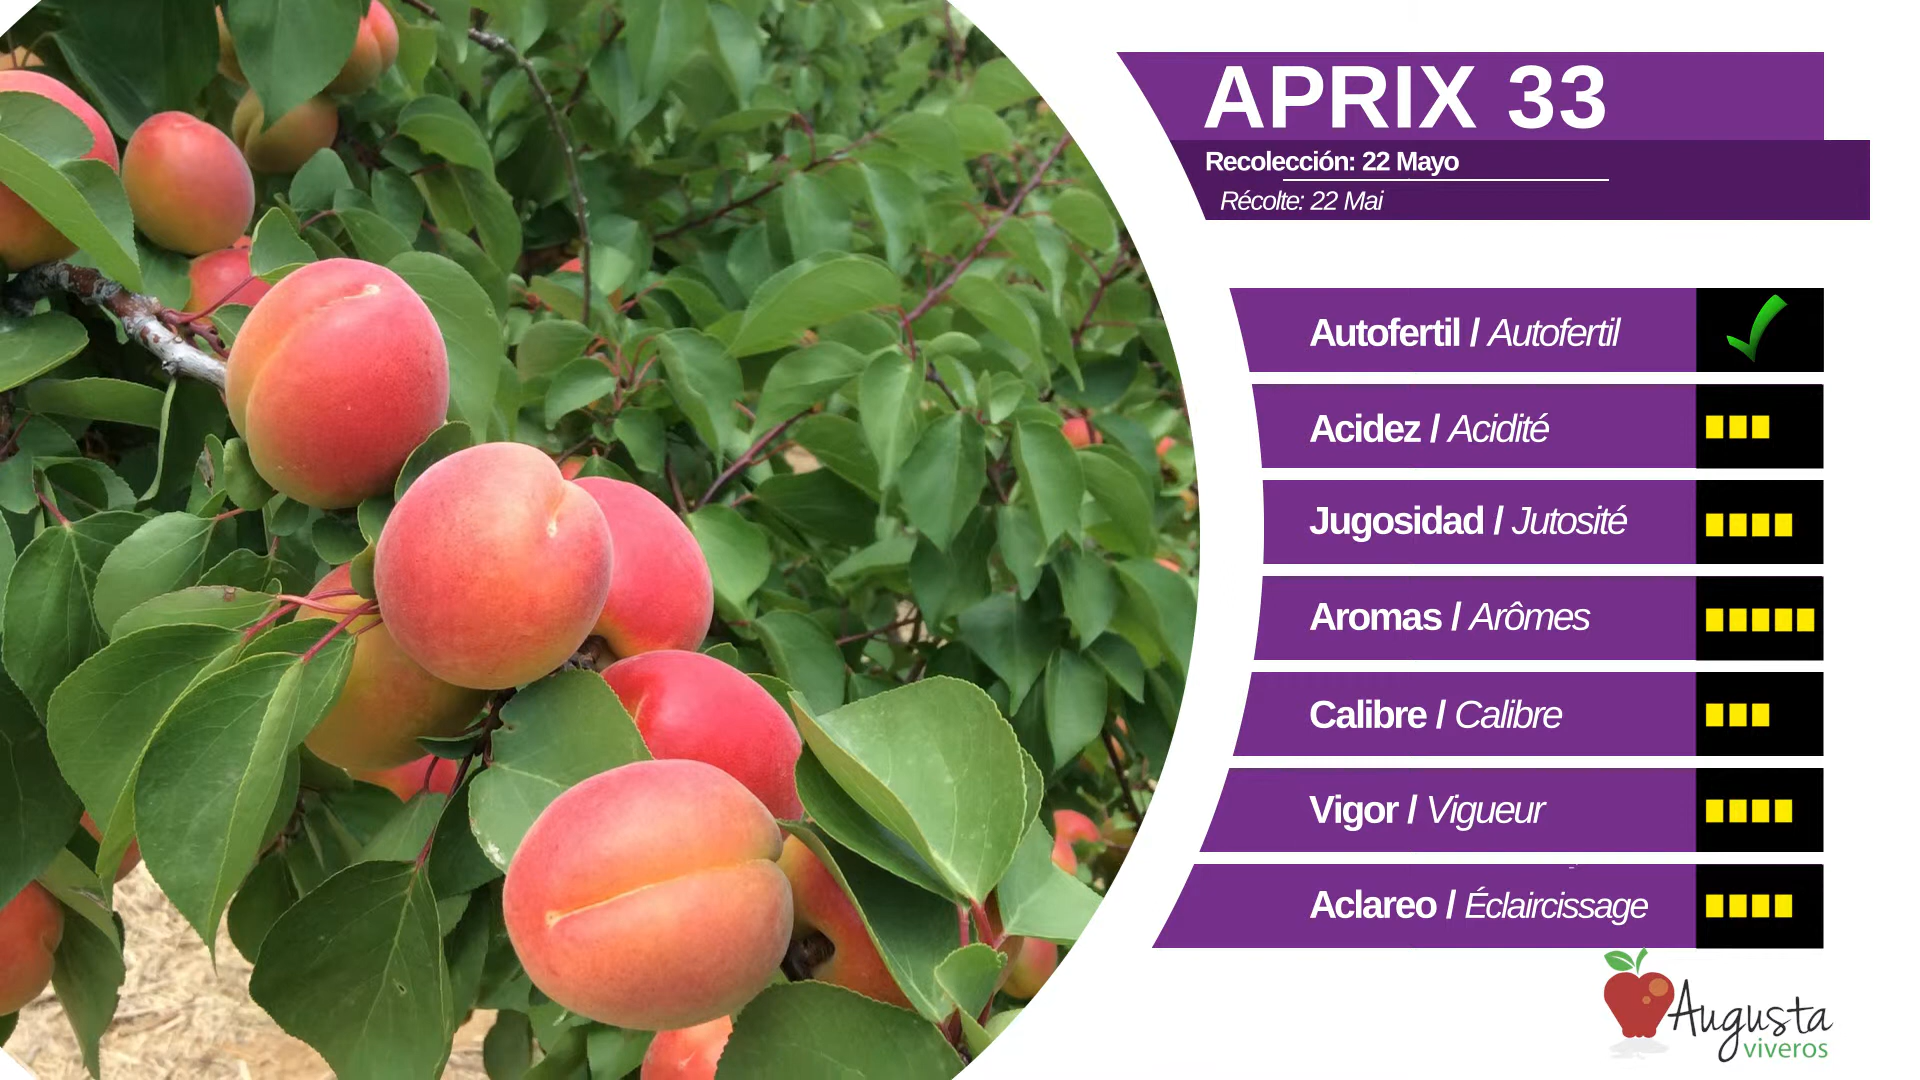 APRIX 33
Recolección: 22 Mayo
Récolte: 22 Mai
Autofertil / Autofertil
Acidez / Acidité
Jugosidad / Jutosité
Aromas / Arômes
Calibre / Calibre
Vigor / Vigueur
Aclareo / Éclaircissage
Augusta
viveros